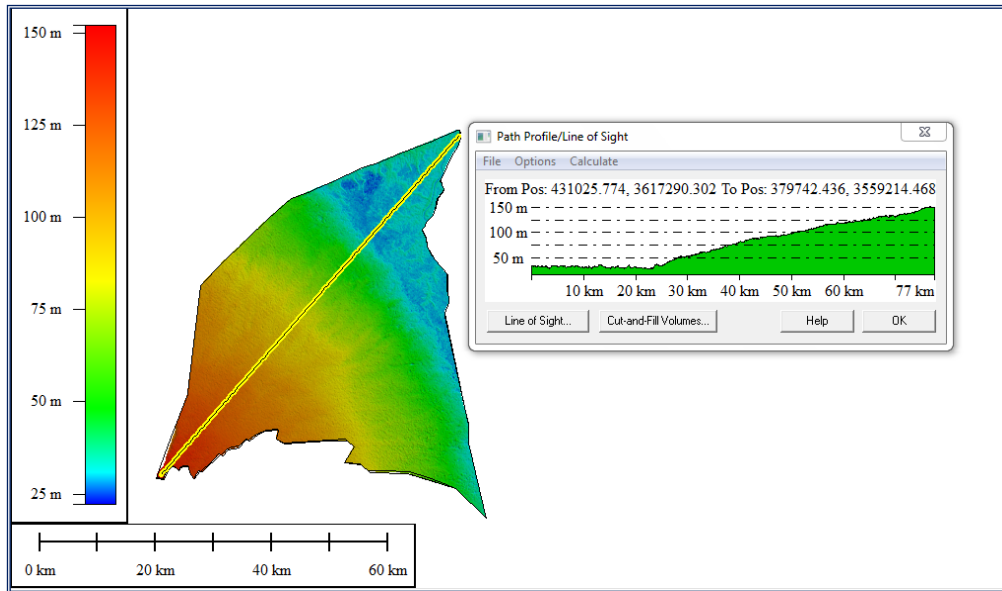 150 m
125 m
100 m
75 m
50 m
25 m
0 km 20 km 40 km 60 km
Path Profile/Line of Sight
File Options Calculate
From Pos: 431025.774, 3617290.302 To Pos: 379742.436, 3559214.468
150 m
100 m
50 m
10 km 20 km 30 km 40 km 50 km 60 km 77 km
Line of Sight... Cut-and-Fill Volumes... Help OK